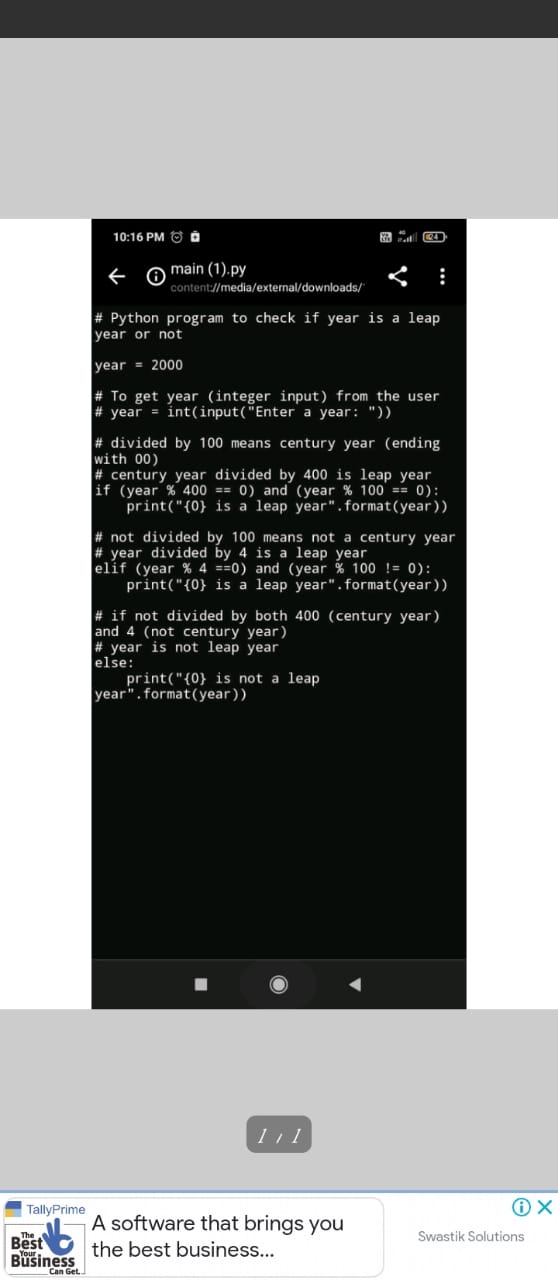 10:16 PM
24
main (1).py
content://media/external/downloads/
# Python program to check if year is a leap
year or not
year = 2000
# To get year (integer input) from the user
# year = int(input("Enter a year: "))
# divided by 100 means century year (ending
with 00)
# century year divided by 400 is leap year
if (year % 400 == 0) and (year % 100 == 0):
    print("{0} is a leap year".format(year))
# not divided by 100 means not a century year
# year divided by 4 is a leap year
elif (year % 4 ==0) and (year % 100 != 0):
    print("{0} is a leap year".format(year))
# if not divided by both 400 (century year)
and 4 (not century year)
# year is not leap year
else:
    print("{0} is not a leap
year".format(year))
1 / 1
TallyPrime
The
Best
Your
Business
Can Get.
A software that brings you
the best business...
Swastik Solutions